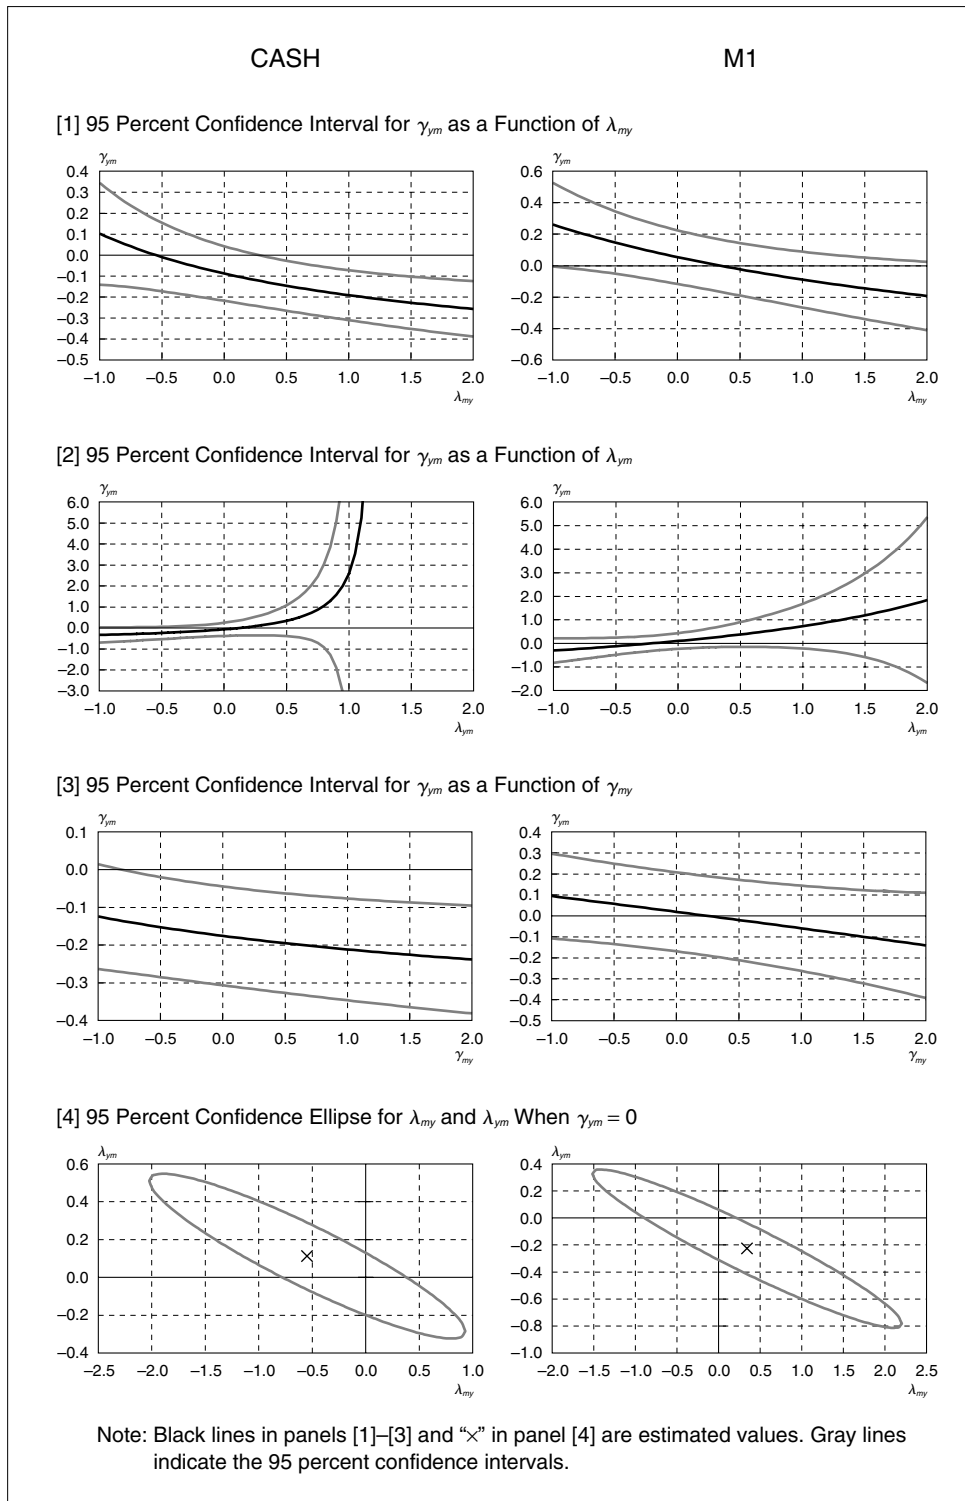 CASH
M1
[1] 95 Percent Confidence Interval for γym as a Function of λmy
γym
0.4
0.3
0.2
0.1
0.0
−0.1
−0.2
−0.3
−0.4
−0.5
−1.0 −0.5 0.0 0.5 1.0 1.5 2.0
λmy
γym
0.6
0.4
0.2
0.0
−0.2
−0.4
−0.6
−1.0 −0.5 0.0 0.5 1.0 1.5 2.0
λmy
[2] 95 Percent Confidence Interval for γym as a Function of λym
γym
6.0
5.0
4.0
3.0
2.0
1.0
0.0
−1.0
−2.0
−3.0
−1.0 −0.5 0.0 0.5 1.0 1.5 2.0
λym
γym
6.0
5.0
4.0
3.0
2.0
1.0
0.0
−1.0
−2.0
−1.0 −0.5 0.0 0.5 1.0 1.5 2.0
λym
[3] 95 Percent Confidence Interval for γym as a Function of γmy
γym
0.1
0.0
−0.1
−0.2
−0.3
−0.4
−1.0 −0.5 0.0 0.5 1.0 1.5 2.0
γmy
γym
0.4
0.3
0.2
0.1
0.0
−0.1
−0.2
−0.3
−0.4
−0.5
−1.0 −0.5 0.0 0.5 1.0 1.5 2.0
γmy
[4] 95 Percent Confidence Ellipse for λmy and λym When γym = 0
λym
0.6
0.4
0.2
0.0
−0.2
−0.4
−2.5 −2.0 −1.5 −1.0 −0.5 0.0 0.5 1.0
λmy
λym
0.4
0.2
0.0
−0.2
−0.4
−0.6
−0.8
−1.0
−2.0 −1.5 −1.0 −0.5 0.0 0.5 1.0 1.5 2.0 2.5
λmy
Note: Black lines in panels [1]–[3] and “×” in panel [4] are estimated values. Gray lines
indicate the 95 percent confidence intervals.